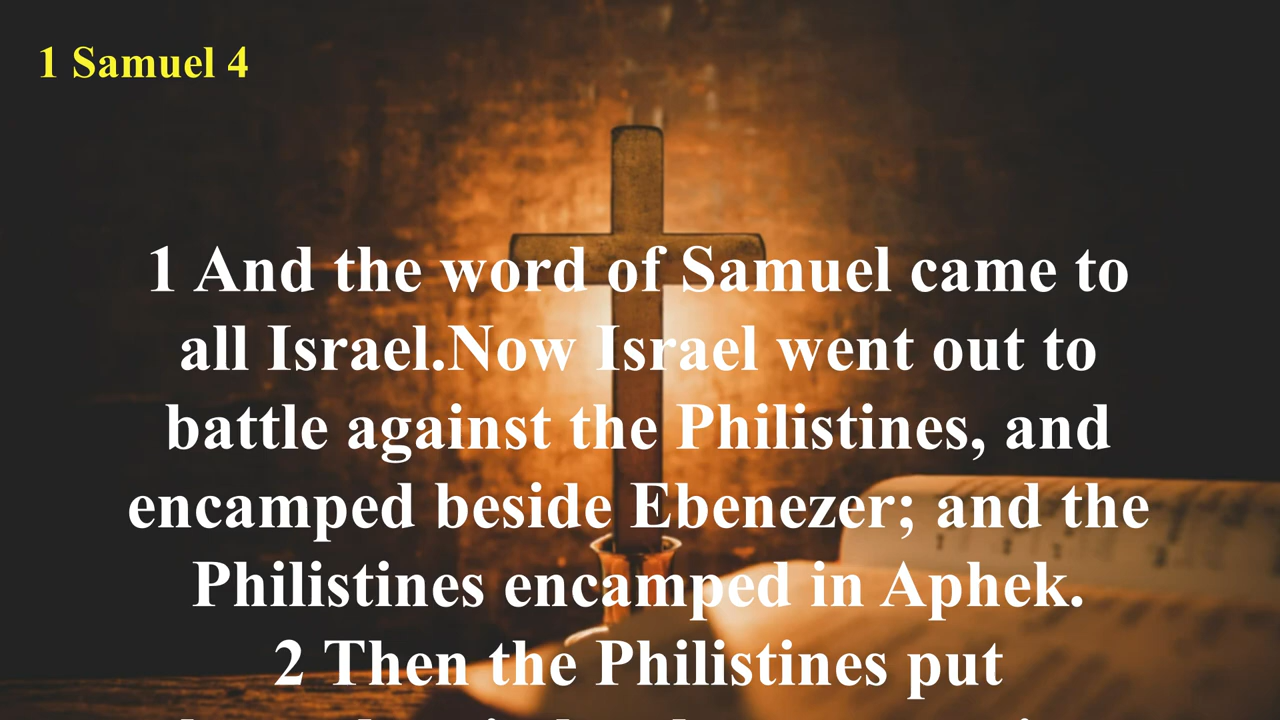 1 Samuel 4
1 And the word of Samuel came to
all Israel.Now Israel went out to
battle against the Philistines, and
encamped beside Ebenezer; and the
Philistines encamped in Aphek.
2 Then the Philistines put